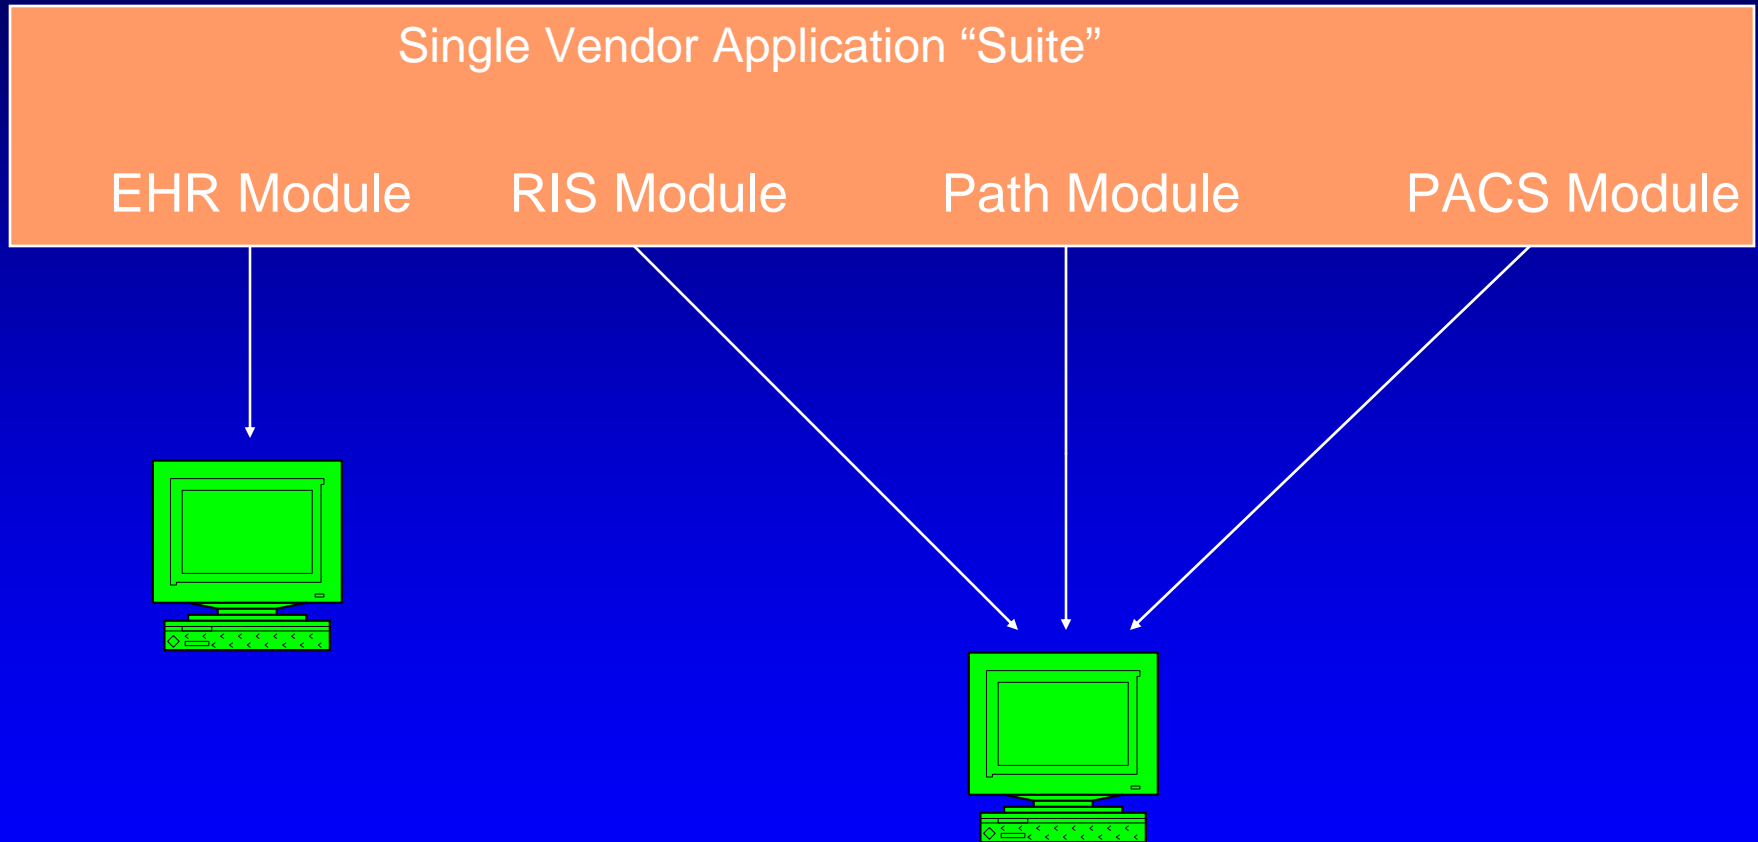 Single Vendor Application “Suite”
EHR Module RIS Module Path Module PACS Module